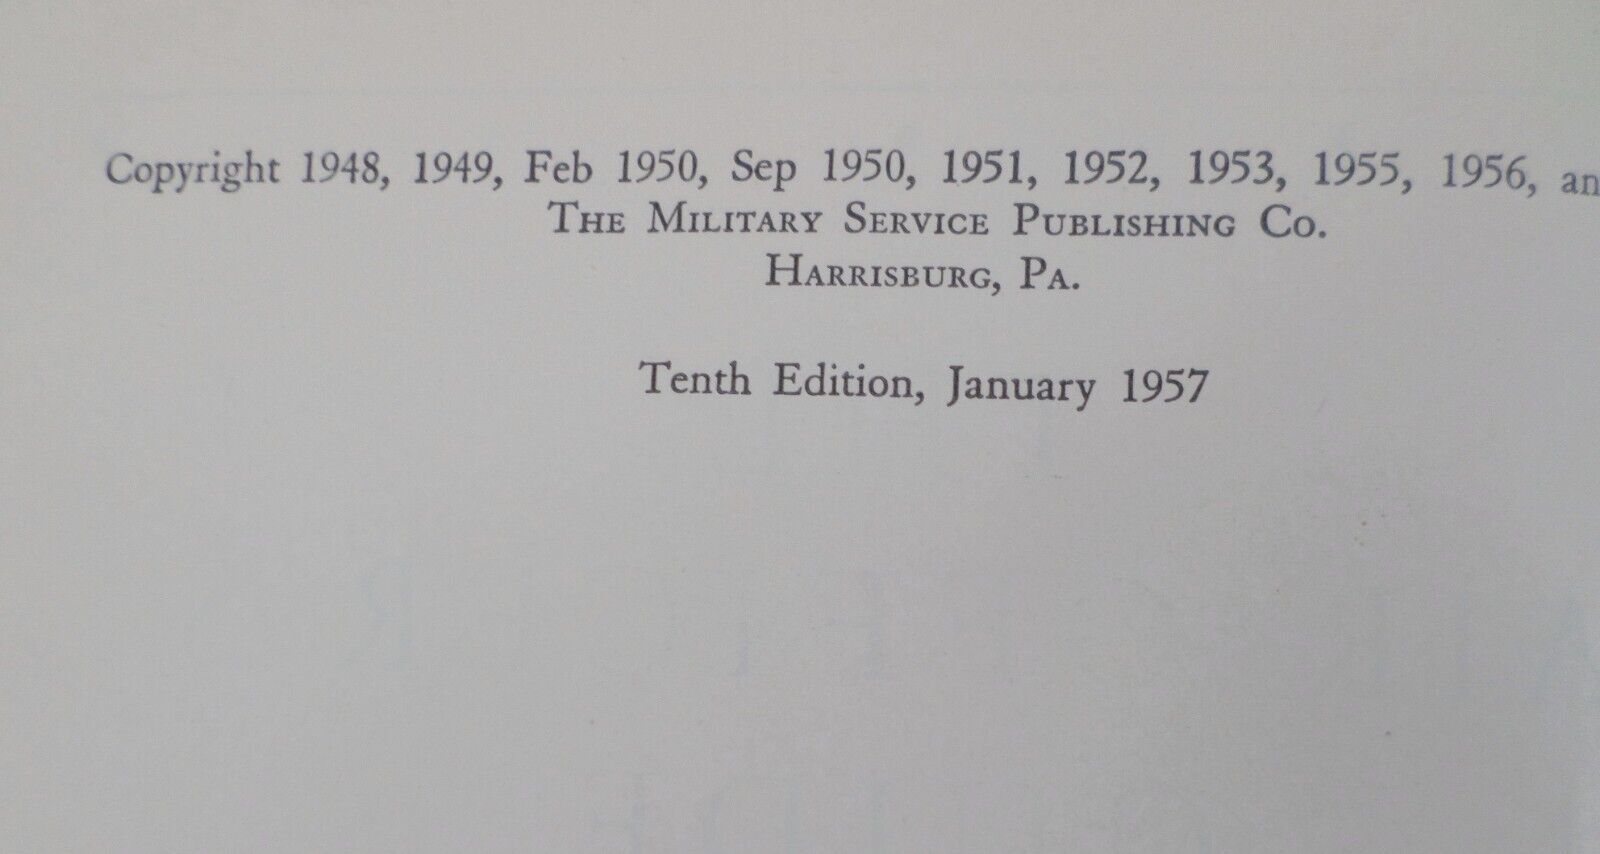 Copyright 1948, 1949, Feb 1950, Sep 1950, 1951, 1952, 1953, 1955, 1956, an
THE MILITARY SERVICE PUBLISHING CO.
HARRISBURG, PA.
Tenth Edition, January 1957